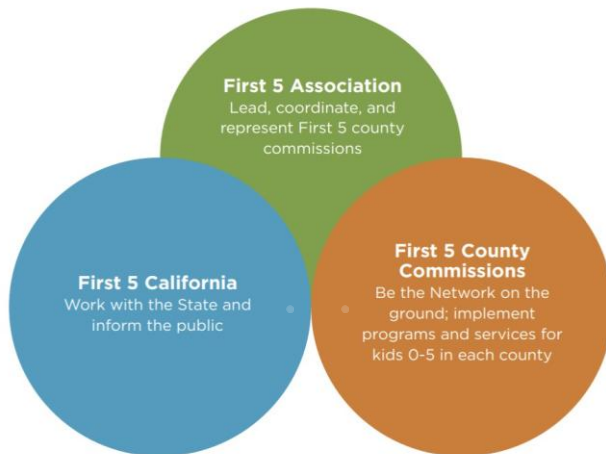 First 5 Association
Lead, coordinate, and
represent First 5 county
commissions
First 5 California
Work with the State and
inform the public
First 5 County
Commissions
Be the Network on the
ground; implement
programs and services for
kids 0-5 in each county